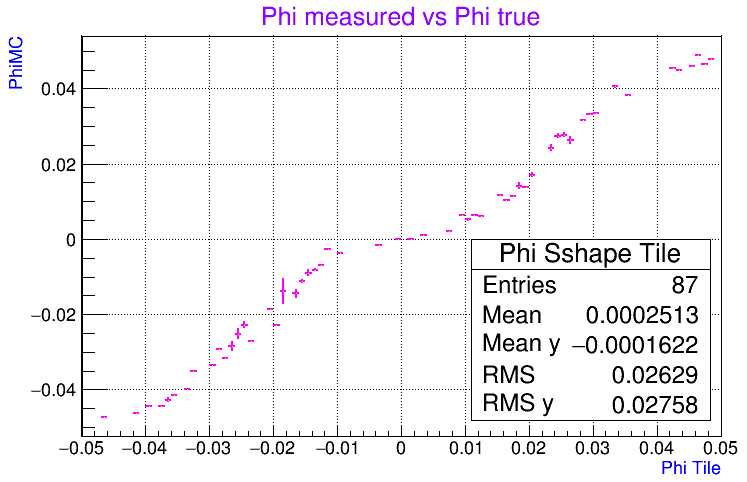 Phi measured vs Phi true
PhiMC
0.04
0.02
0
−0.02
−0.04
Phi Sshape Tile
Entries 87
Mean 0.0002513
Mean y −0.0001622
RMS 0.02629
RMS y 0.02758
−0.05 −0.04 −0.03 −0.02 −0.01 0 0.01 0.02 0.03 0.04 0.05
Phi Tile